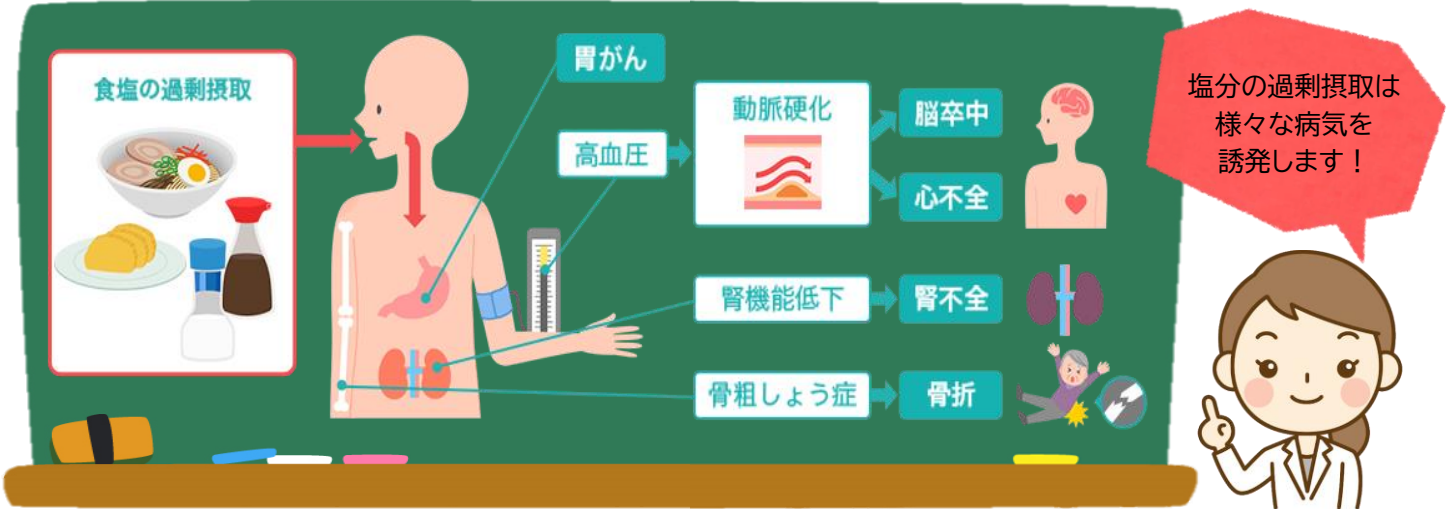 食塩の過剰摂取
胃がん
高血圧
動脈硬化
脳卒中
心不全
腎機能低下
腎不全
骨粗しょう症
骨折
塩分の過剰摂取は
様々な病気を
誘発します！